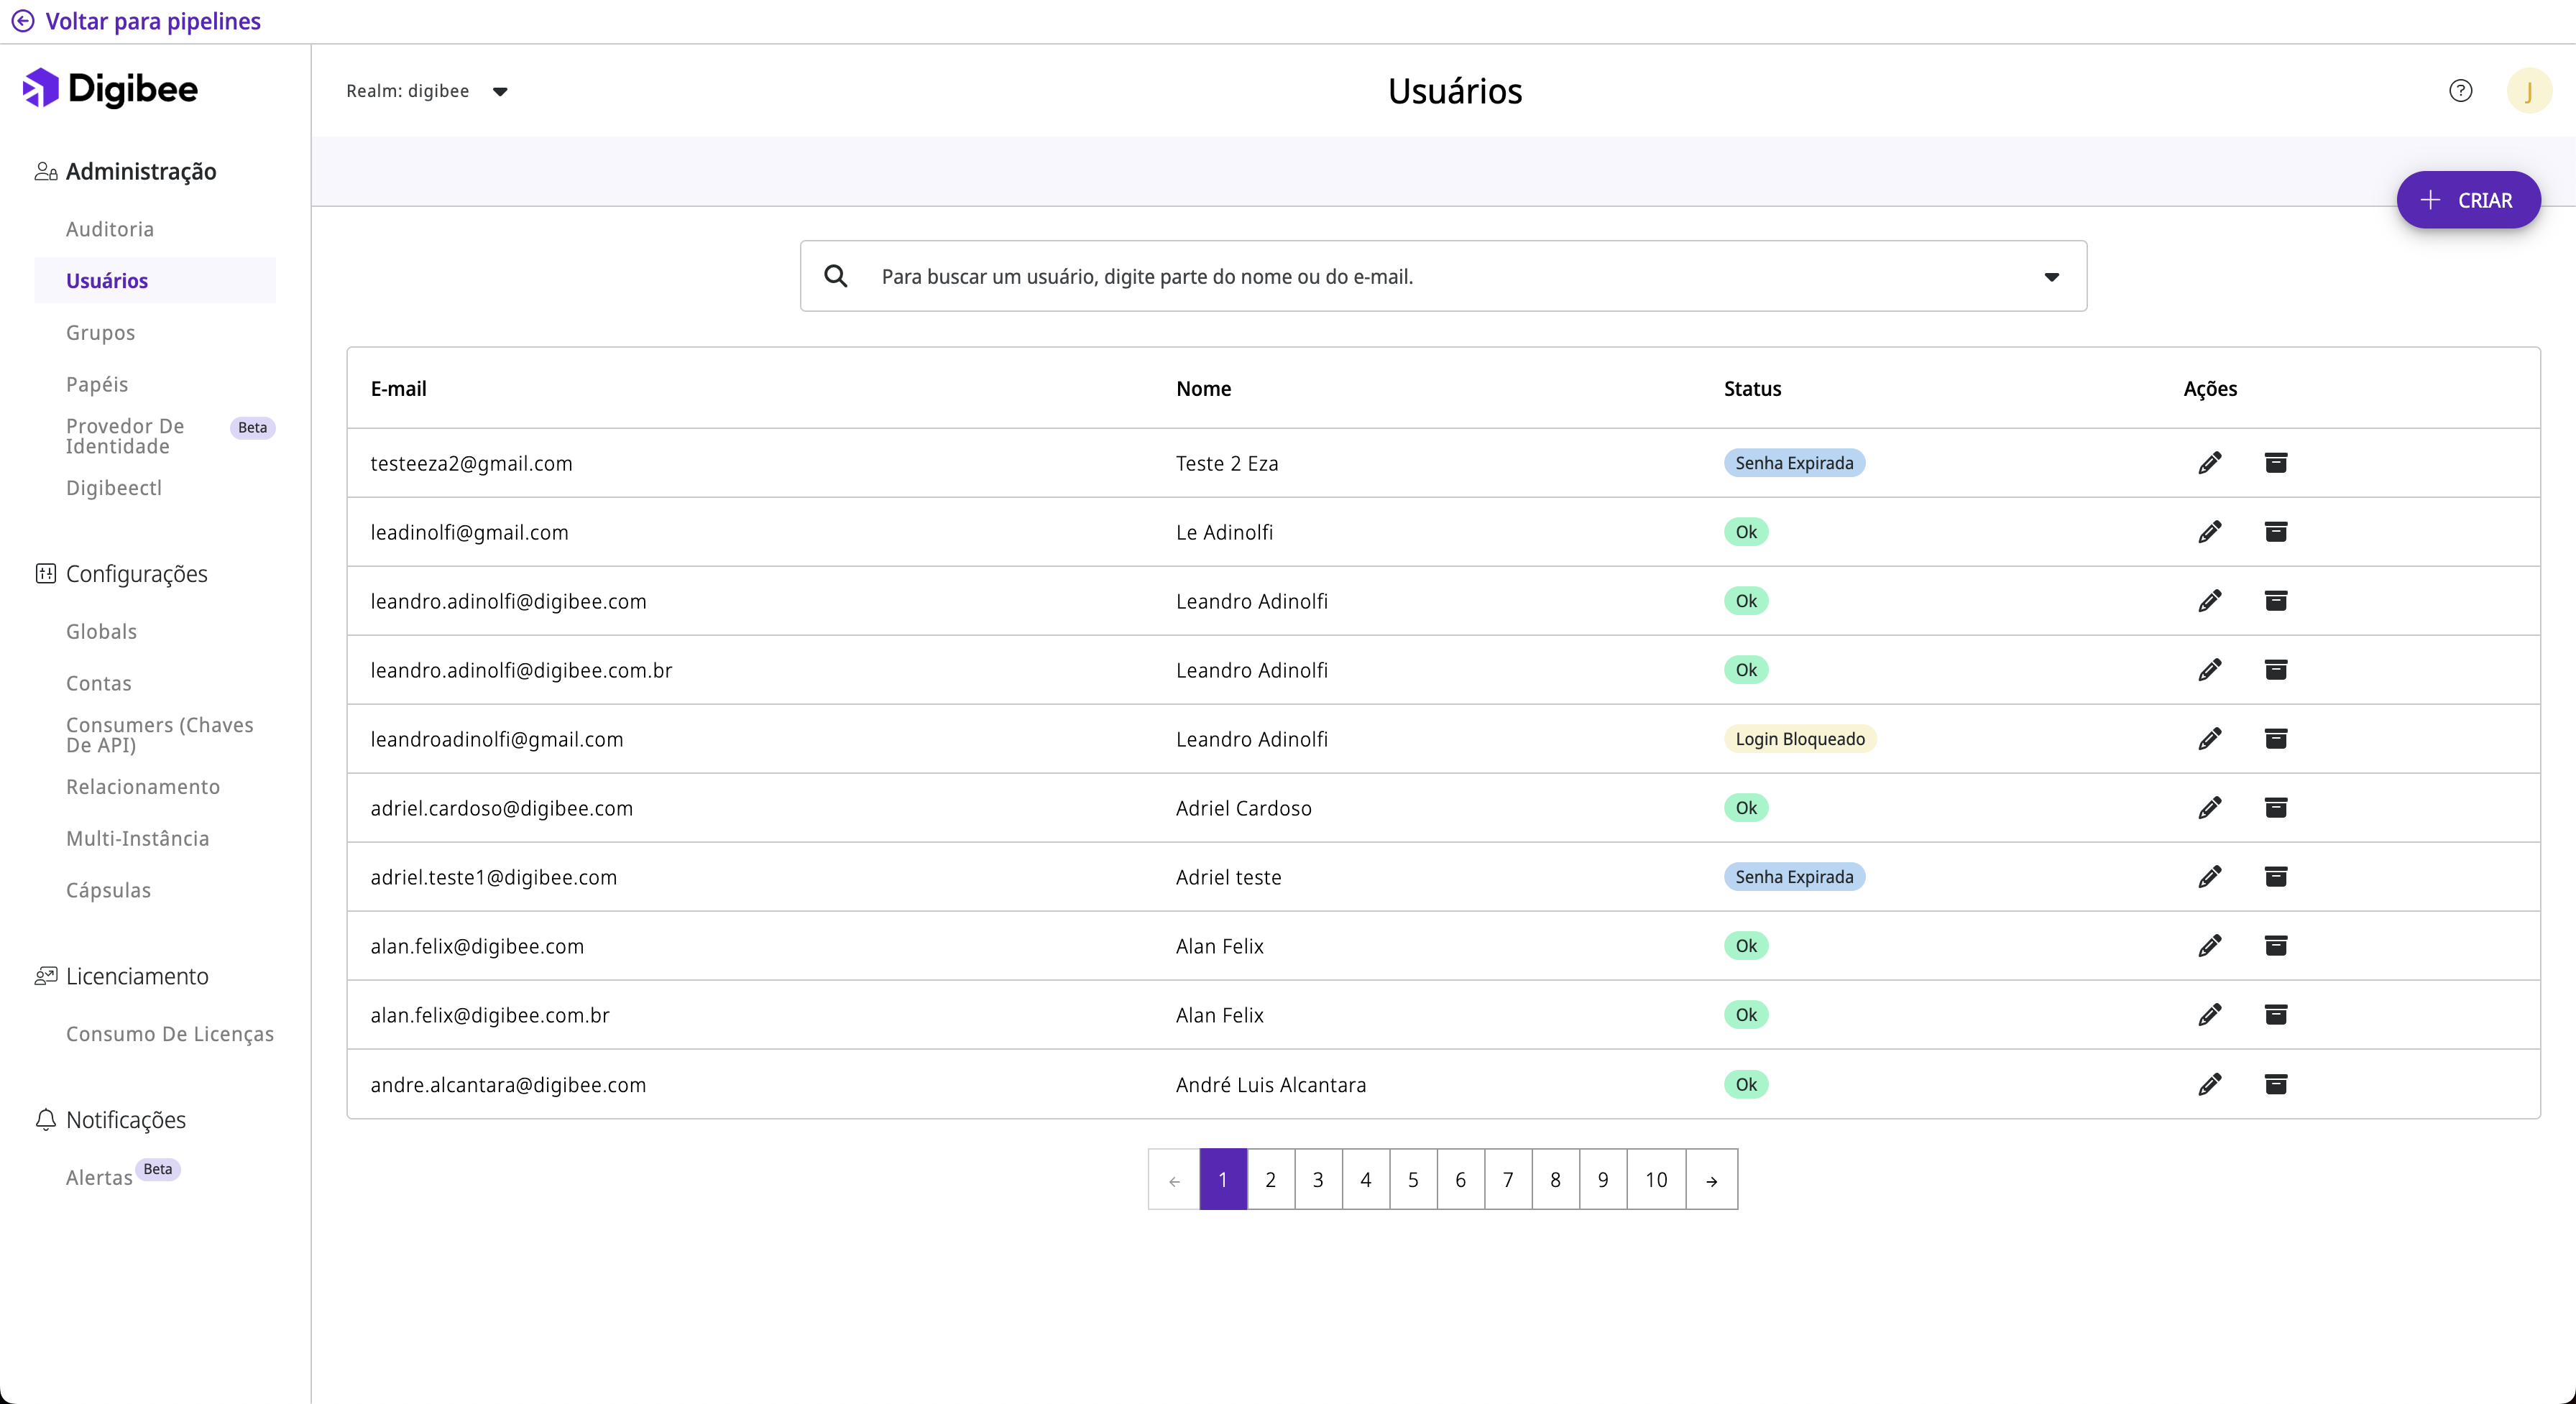 Voltar para pipelines
Digibee
Realm: digibee
Usuários
?
J
Administração
Auditoria
Usuários
Grupos
Papéis
Provedor De
Identidade
Beta
Digibeectl
Configurações
Globals
Contas
Consumers (Chaves
De API)
Relacionamento
Multi-Instância
Cápsulas
Licenciamento
Consumo De Licenças
Notificações
Alertas Beta
+ CRIAR
Para buscar um usuário, digite parte do nome ou do e-mail.
E-mail Nome Status Ações
testeeza2@gmail.com Teste 2 Eza Senha Expirada
leadinolfi@gmail.com Le Adinolfi Ok
leandro.adinolfi@digibee.com Leandro Adinolfi Ok
leandro.adinolfi@digibee.com.br Leandro Adinolfi Ok
leandroadinolfi@gmail.com Leandro Adinolfi Login Bloqueado
adriel.cardoso@digibee.com Adriel Cardoso Ok
adriel.teste1@digibee.com Adriel teste Senha Expirada
alan.felix@digibee.com Alan Felix Ok
alan.felix@digibee.com.br Alan Felix Ok
andre.alcantara@digibee.com André Luis Alcantara Ok
← 1 2 3 4 5 6 7 8 9 10 →